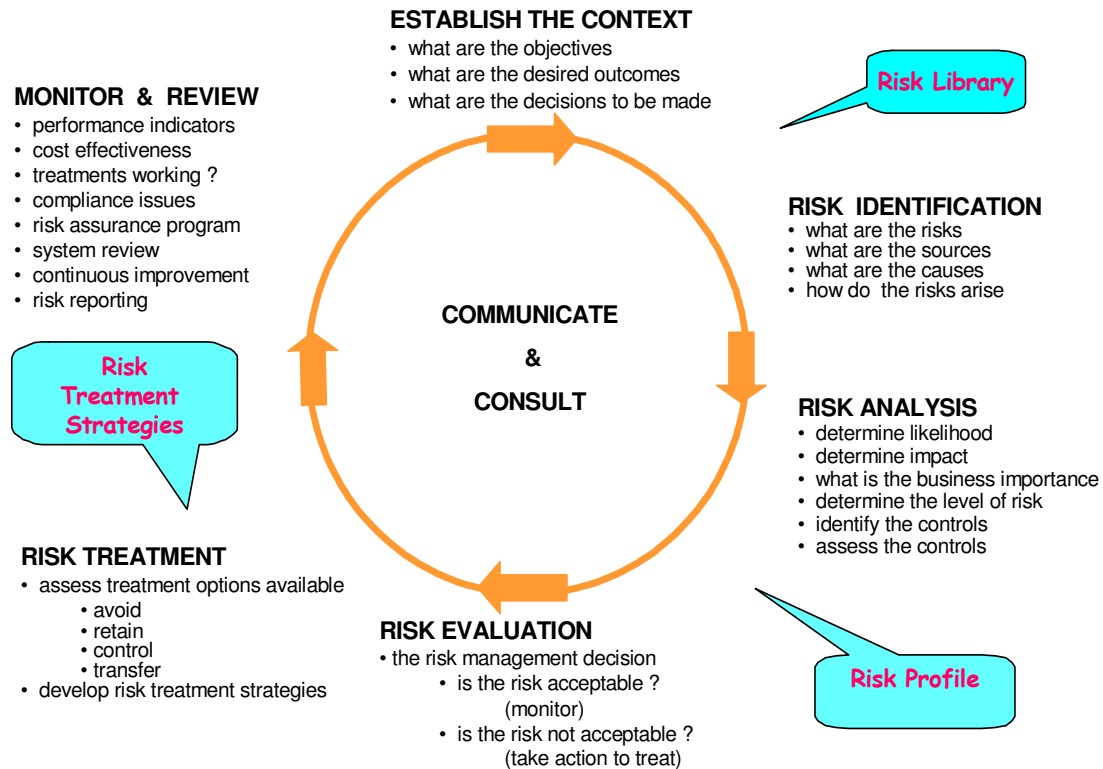 ESTABLISH THE CONTEXT
• what are the objectives
• what are the desired outcomes
• what are the decisions to be made
Risk Library
RISK IDENTIFICATION
• what are the risks
• what are the sources
• what are the causes
• how do the risks arise
RISK ANALYSIS
• determine likelihood
• determine impact
• what is the business importance
• determine the level of risk
• identify the controls
• assess the controls
Risk Profile
RISK EVALUATION
• the risk management decision
• is the risk acceptable ?
(monitor)
• is the risk not acceptable ?
(take action to treat)
RISK TREATMENT
• assess treatment options available
• avoid
• retain
• control
• transfer
• develop risk treatment strategies
Risk
Treatment
Strategies
MONITOR & REVIEW
• performance indicators
• cost effectiveness
• treatments working ?
• compliance issues
• risk assurance program
• system review
• continuous improvement
• risk reporting
COMMUNICATE
&
CONSULT